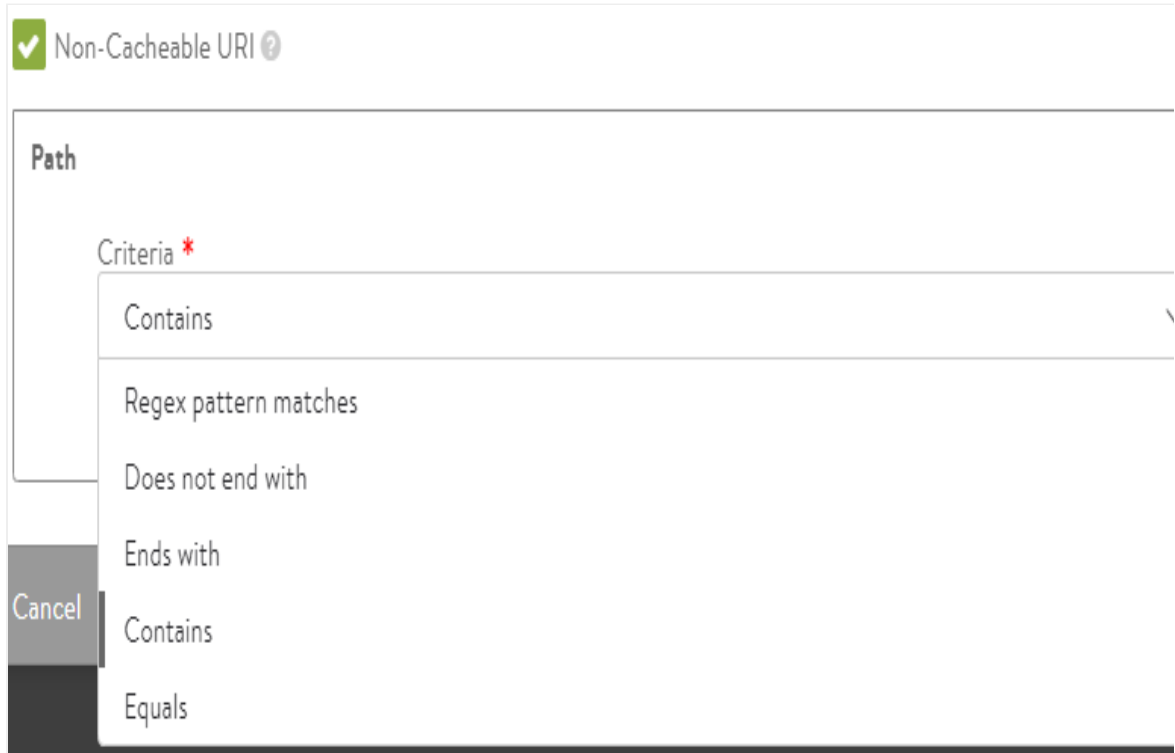 Non-Cacheable URI
Path
Criteria *
Contains
Regex pattern matches
Does not end with
Ends with
Cancel
Contains
Equals